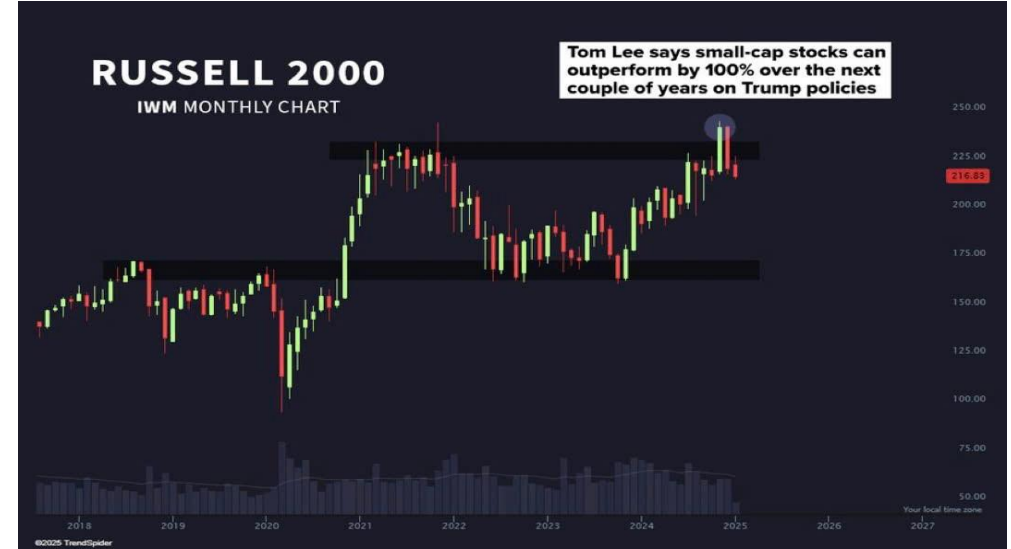 RUSSELL 2000
IWM MONTHLY CHART
Tom Lee says small-cap stocks can
outperform by 100% over the next
couple of years on Trump policies
250.00
225.00
216.83
200.00
175.00
150.00
125.00
100.00
75.00
50.00
Your local time zone
2018 2019 2020 2021 2022 2023 2024 2025 2026 2027
©2025 TrendSpider